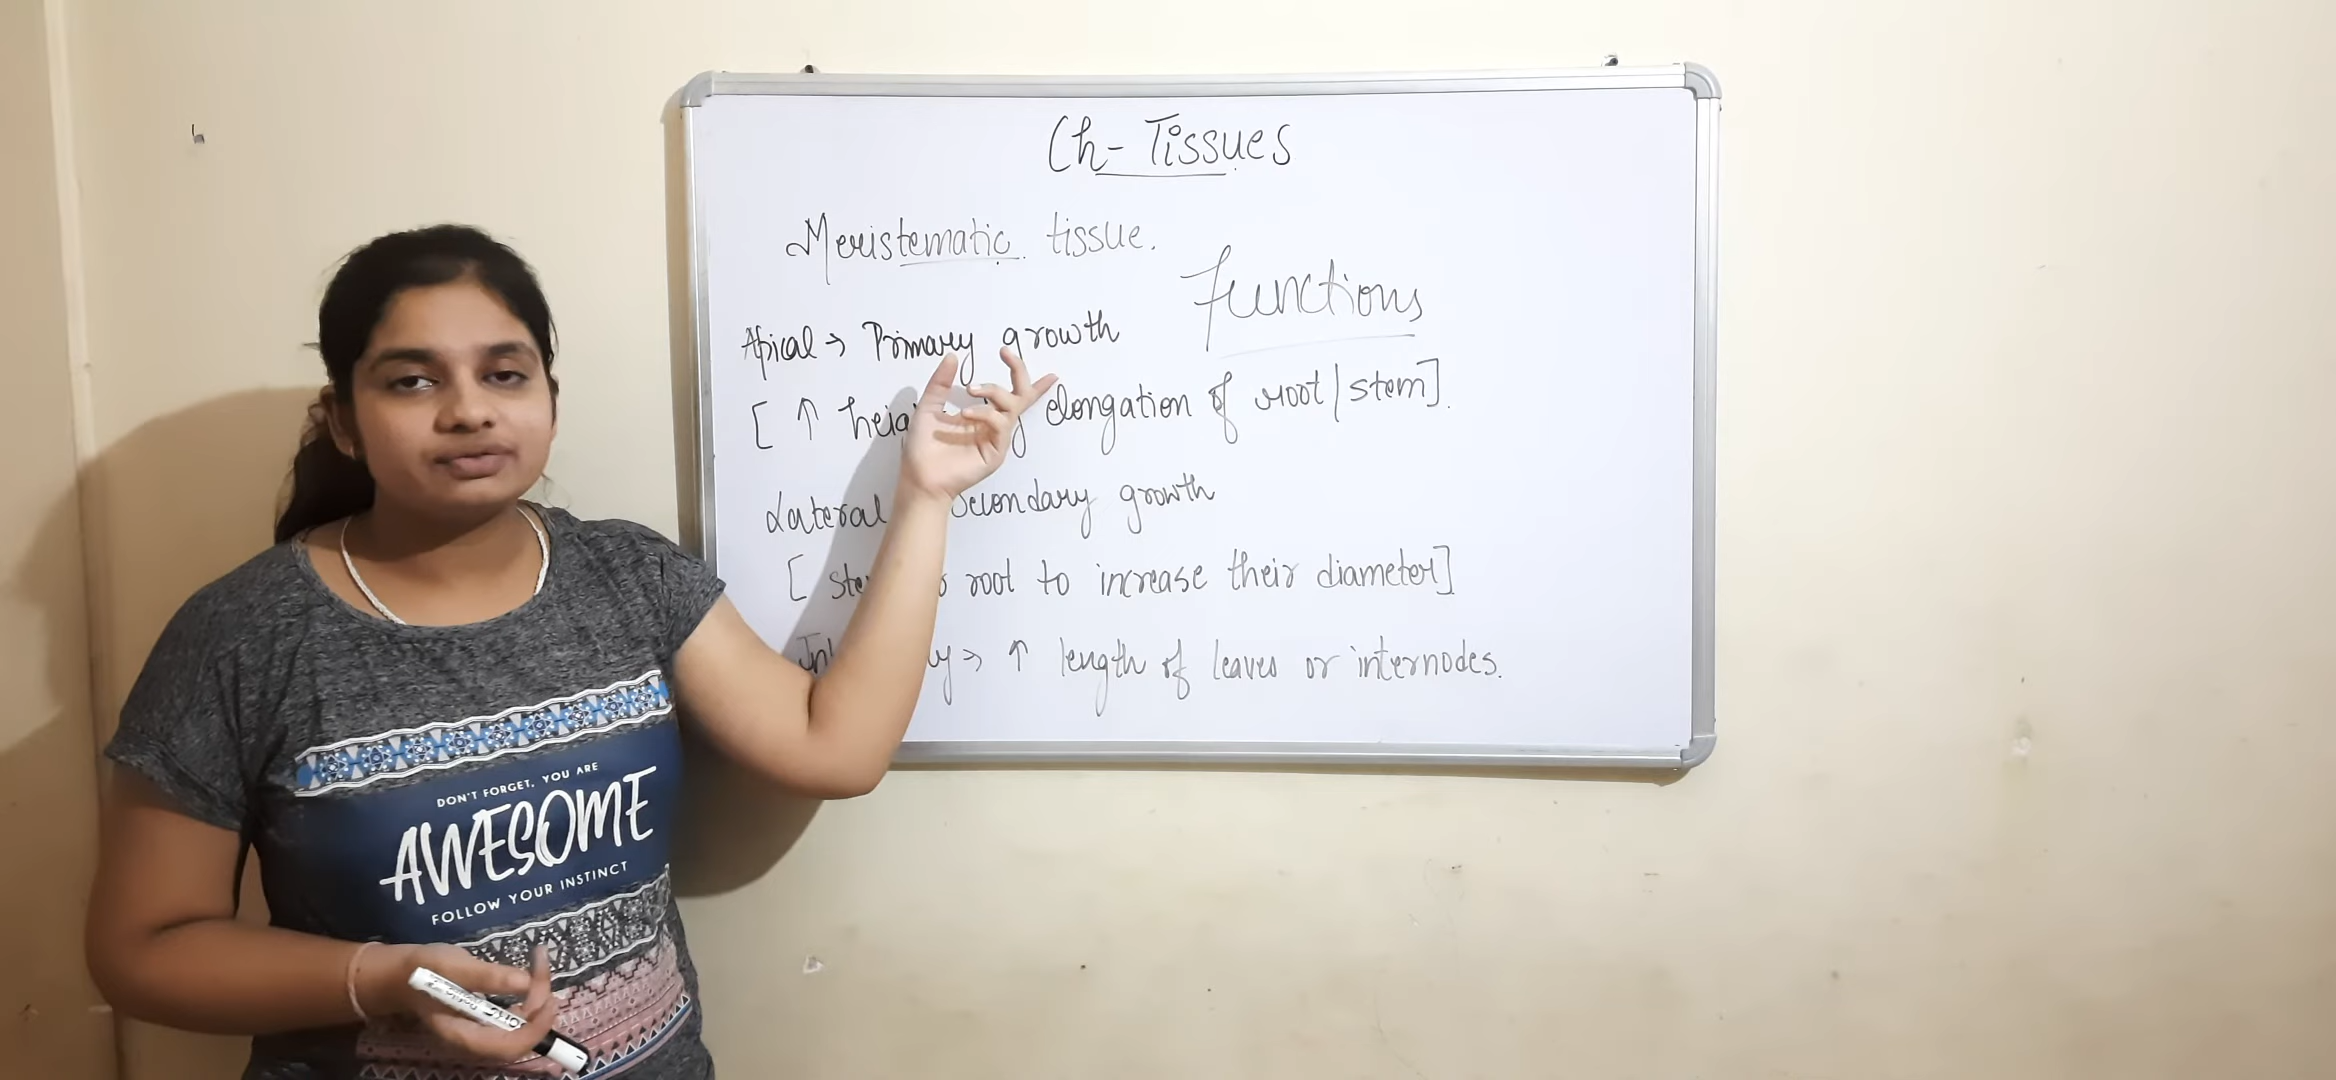 Ch- Tissues
Meristematic tissue.
Functions
Apical → Primary growth
[ ↑ elongation of root/stem].
Lateral Secondary growth
[ root to increase their diameter]
→ ↑ length of leaves or internodes.
DON'T FORGET, YOU ARE
AWESOME
FOLLOW YOUR INSTINCT